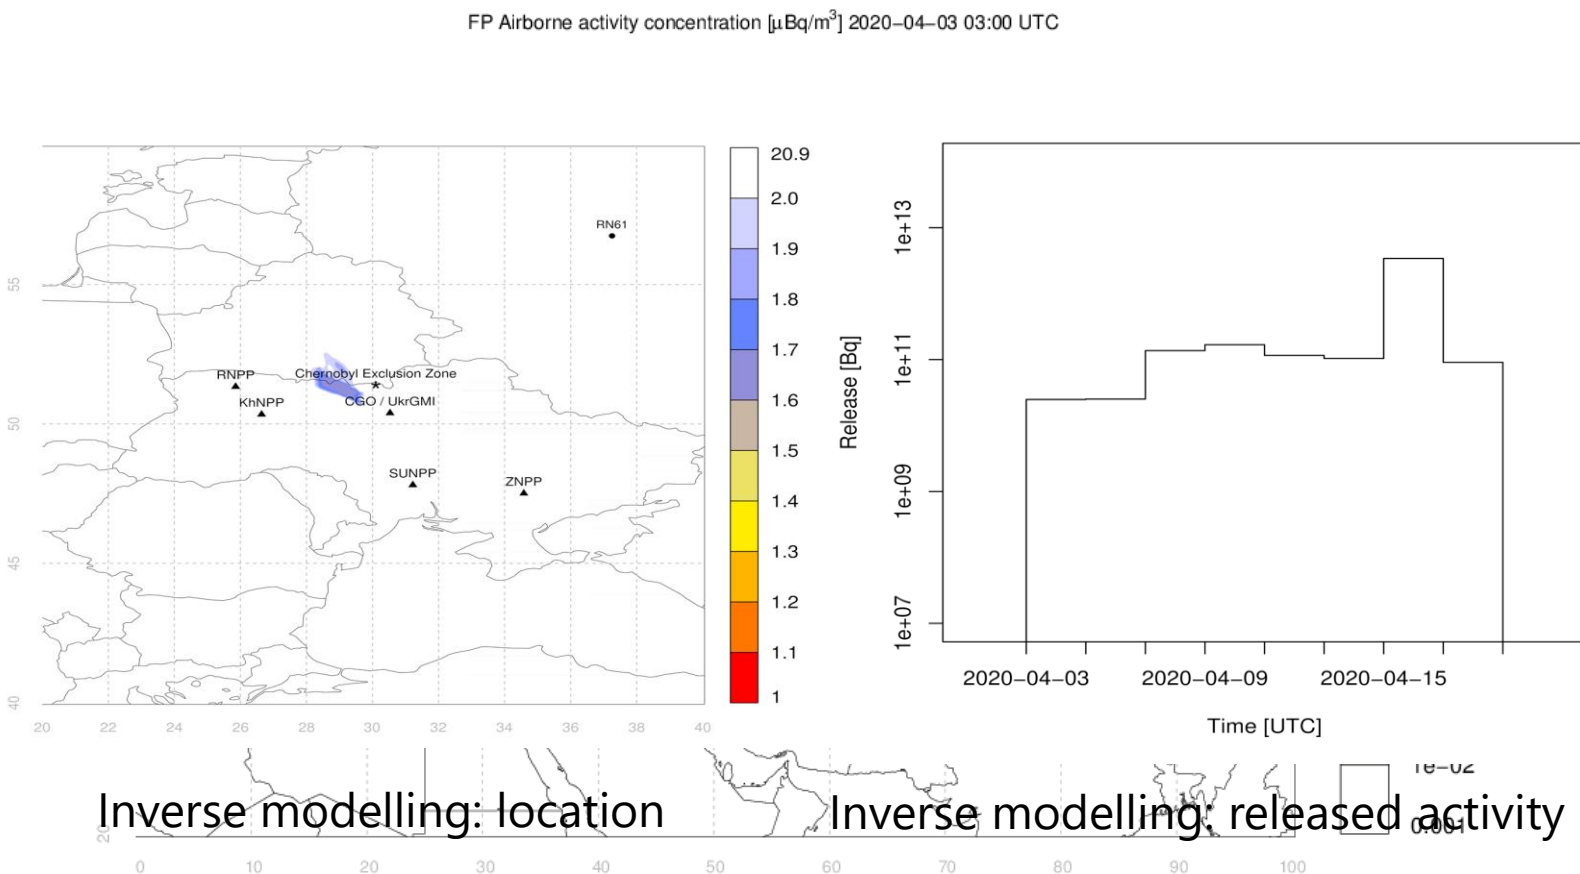 FP Airborne activity concentration [μBq/m³] 2020−04−03 03:00 UTC
RN61
RNPP
Chernobyl Exclusion Zone
KhNPP
CGO / UkrGMI
SUNPP
ZNPP
55
50
45
40
20 22 24 26 28 30 32 34 36 38 40
20.9
2.0
1.9
1.8
1.7
1.6
1.5
1.4
1.3
1.2
1.1
1
Release [Bq]
1e+13
1e+11
1e+09
1e+07
2020−04−03 2020−04−09 2020−04−15
Time [UTC]
1e−02
Inverse modelling: location
Inverse modelling: released activity
0.001
20
0 10 20 30 40 50 60 70 80 90 100